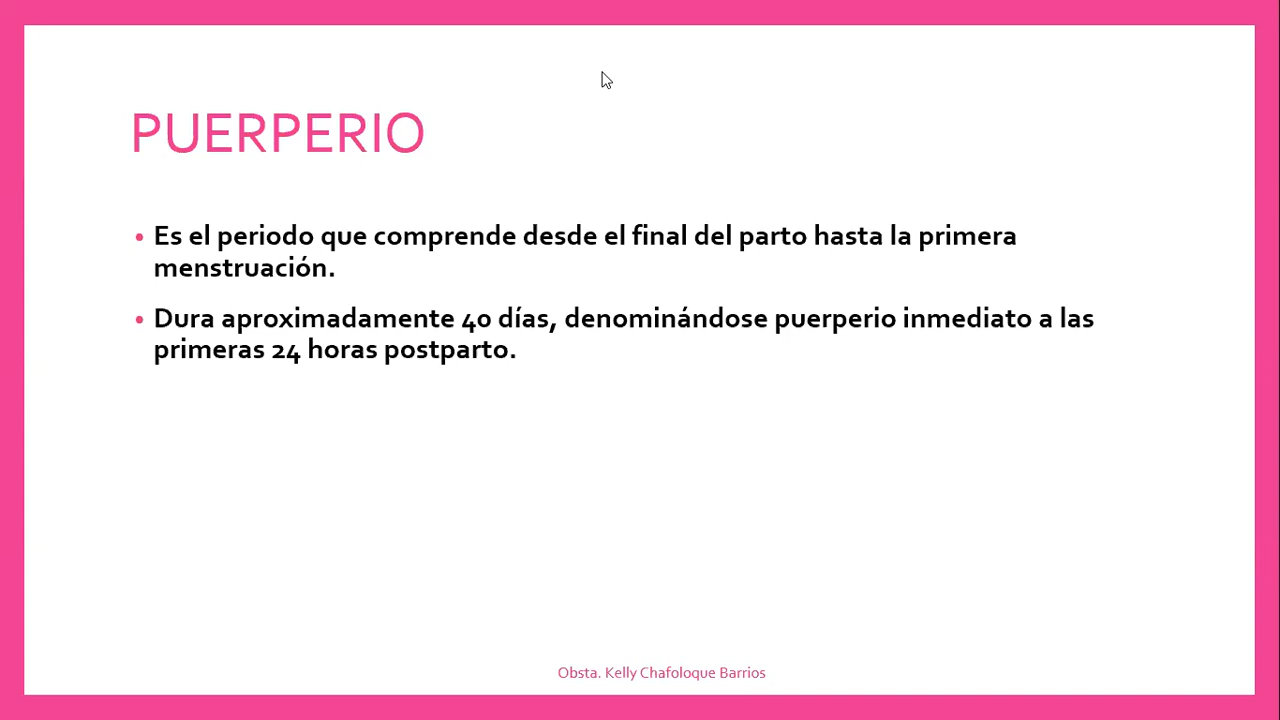 PUERPERIO
• Es el periodo que comprende desde el final del parto hasta la primera
menstruación.
• Dura aproximadamente 40 días, denominándose puerperio inmediato a las
primeras 24 horas postparto.
Obsta. Kelly Chafoloque Barrios